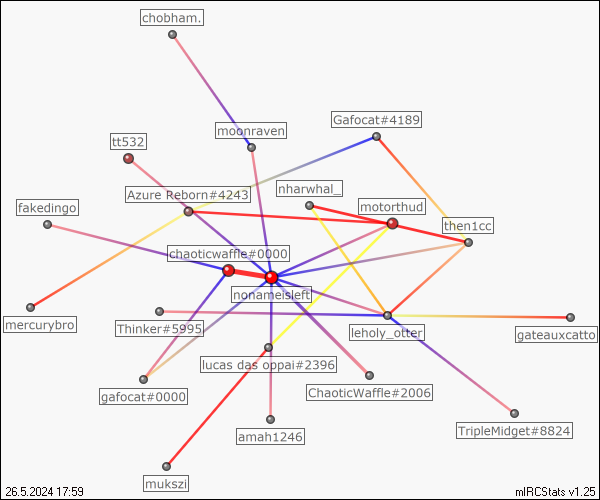 chobham.
Gafocat#4189
moonraven
tt532
nharwhal_
Azure Reborn#4243
motorthud
fakedingo
then1cc
chaoticwaffle#0000
nonameisleft
mercurybro
Thinker#5995
leholy_otter
gateauxcatto
lucas das oppai#2396
gafocat#0000
ChaoticWaffle#2006
amah1246
TripleMidget#8824
mukszi
26.5.2024 17:59
mIRCStats v1.25